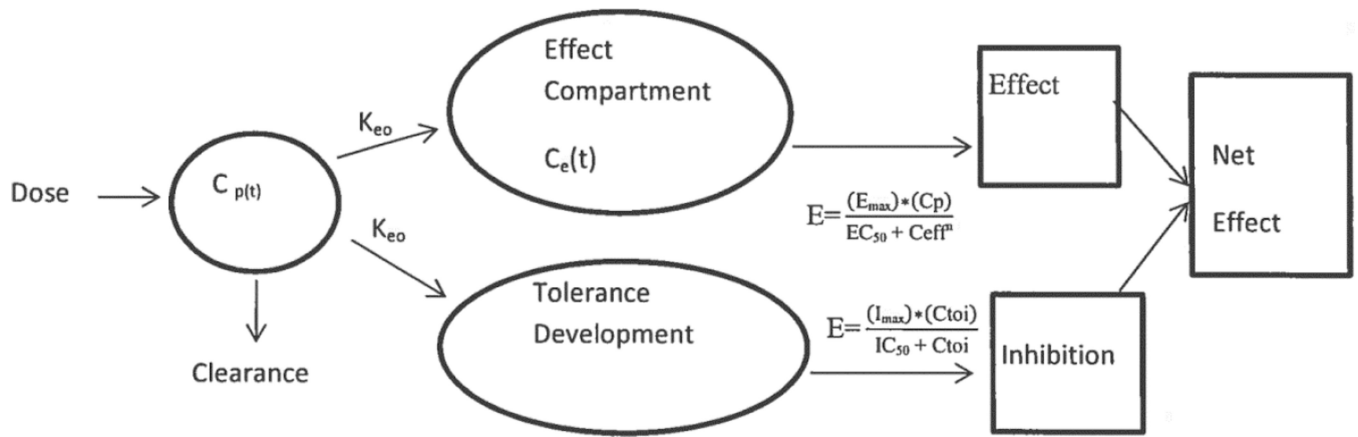 Dose
C p(t)
Clearance
Keo
Keo
Effect
Compartment
Ce(t)
Tolerance
Development
E= (Emax)*(Cp) / EC50 + Ceffⁿ
E= (Imax)*(Ctoi) / IC50 + Ctoi
Effect
Inhibition
Net
Effect